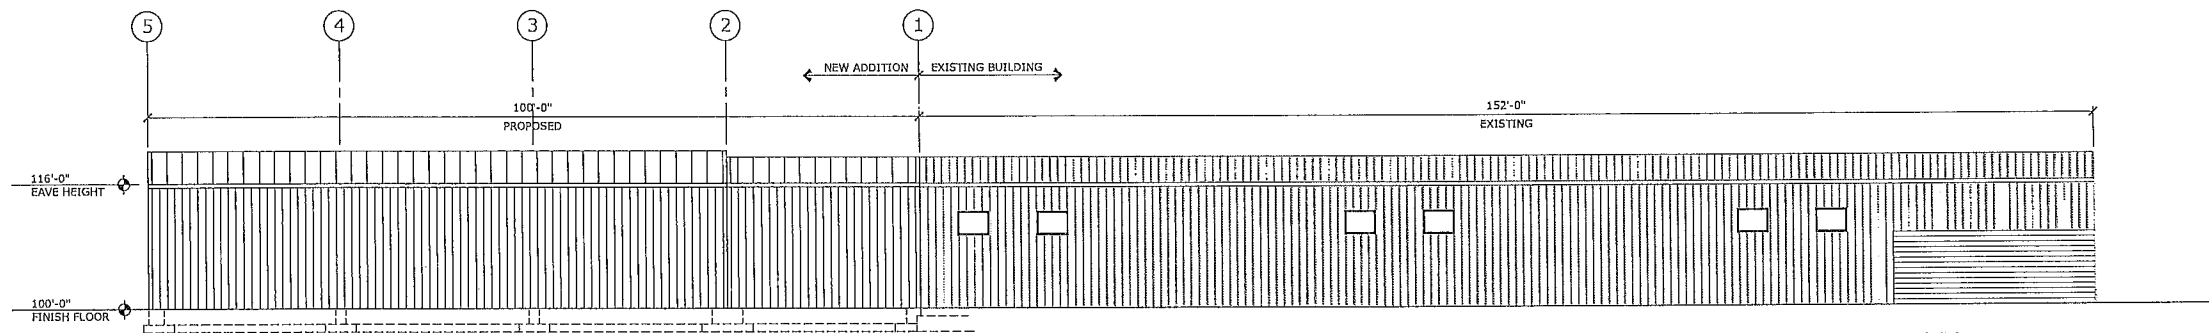 5 4 3 2 1
NEW ADDITION EXISTING BUILDING
100'-0" 152'-0"
PROPOSED EXISTING
116'-0"
EAVE HEIGHT
100'-0"
FINISH FLOOR